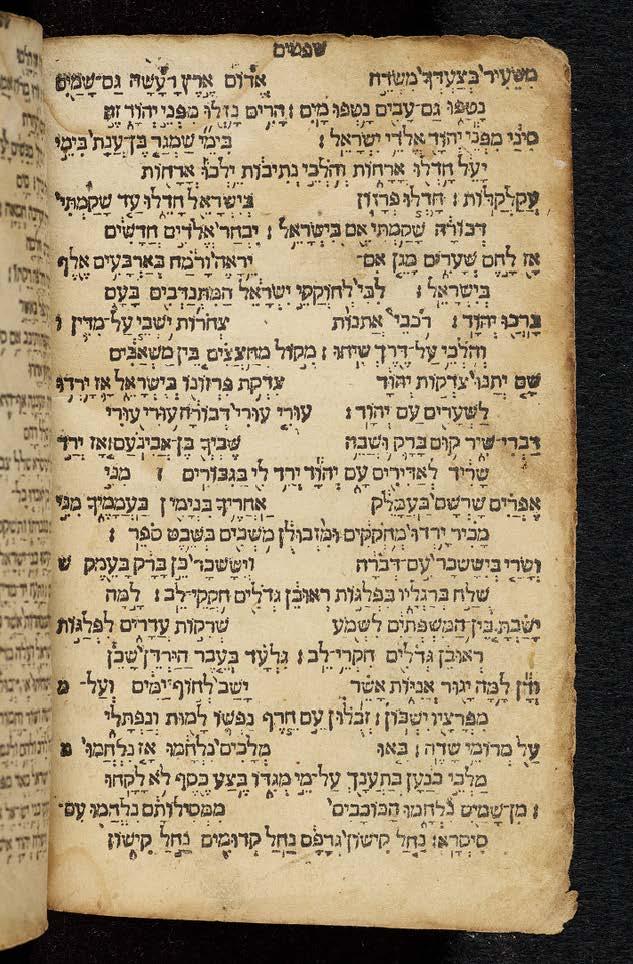 שפטים
משעיר בצעדך משדה אדום ארץ רעשה גם־שמים
נטפו גם־עבים נטפו מים : הרים נזלו מפני יהוה זה
סיני מפני יהוה אלהי ישראל : בימי שמגר בן־ענת בימי
יעל חדלו ארחות והלכי נתיבות ילכו ארחות
עקלקלות : חדלו פרזון בישראל חדלו עד שקמתי
דבורה שקמתי אם בישראל : יבחר אלהים חדשים
אז לחם שערים מגן אם־ יראה ורמח בארבעים אלף
בישראל : לבי לחוקקי ישראל המתנדבים בעם
ברכו יהוה : רכבי אתנות צחרות ישבי על־מדין ו
והלכי על־דרך שיחו : מקול מחצצים בין משאבים
שם יתנו צדקות יהוה צדקת פרזונו בישראל אז ירדו
לשערים עם יהוה : עורי עורי דבורה עורי עורי
דברי־שיר קום ברק ושבה שביך בן־אבינעם : אז ירד
שריד לאדירים עם יהוה ירד לי בגבורים : מני
אפרים שרשם בעמלק אחריך בנימין בעממיך מני
מכיר ירדו מחקקים ומזבולן משכים בשבט ספר :
ושרי ביששכר עם־דברה ויששכר כן ברק בעמק ש
שלח ברגליו בפלגות ראובן גדלים חקקי־לב : למה
ישבת בין המשפתים לשמע שרקות עדרים לפלגות
ראובן גדלים חקרי־לב : גלעד בעבר הירדן שכן
ודן למה יגור אניות אשר ישב לחוף ימים ועל־ מ
מפרציו ישכון : זבלון עם חרף נפשו למות ונפתלי
על מרומי שדה : באו מלכים נלחמו אז נלחמו מ
מלכי כנען בתענך על־מי מגדו בצע כסף לא לקחו
: מן־שמים נלחמו הכוכבים ממסילותם נלחמו עם־
סיסרא : נחל קישון גרפם נחל קדומים נחל קישון